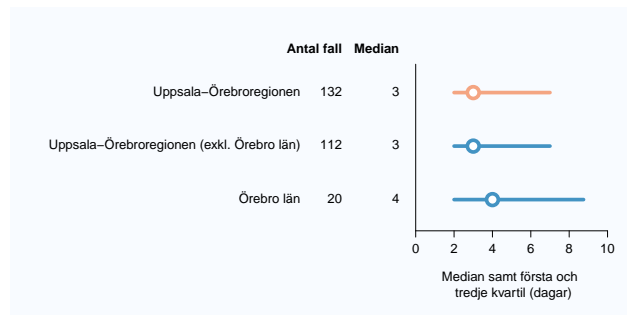 Antal fall Median
Uppsala–Örebroregionen 132 3
Uppsala–Örebroregionen (exkl. Örebro län) 112 3
Örebro län 20 4
0 2 4 6 8 10
Median samt första och
tredje kvartil (dagar)